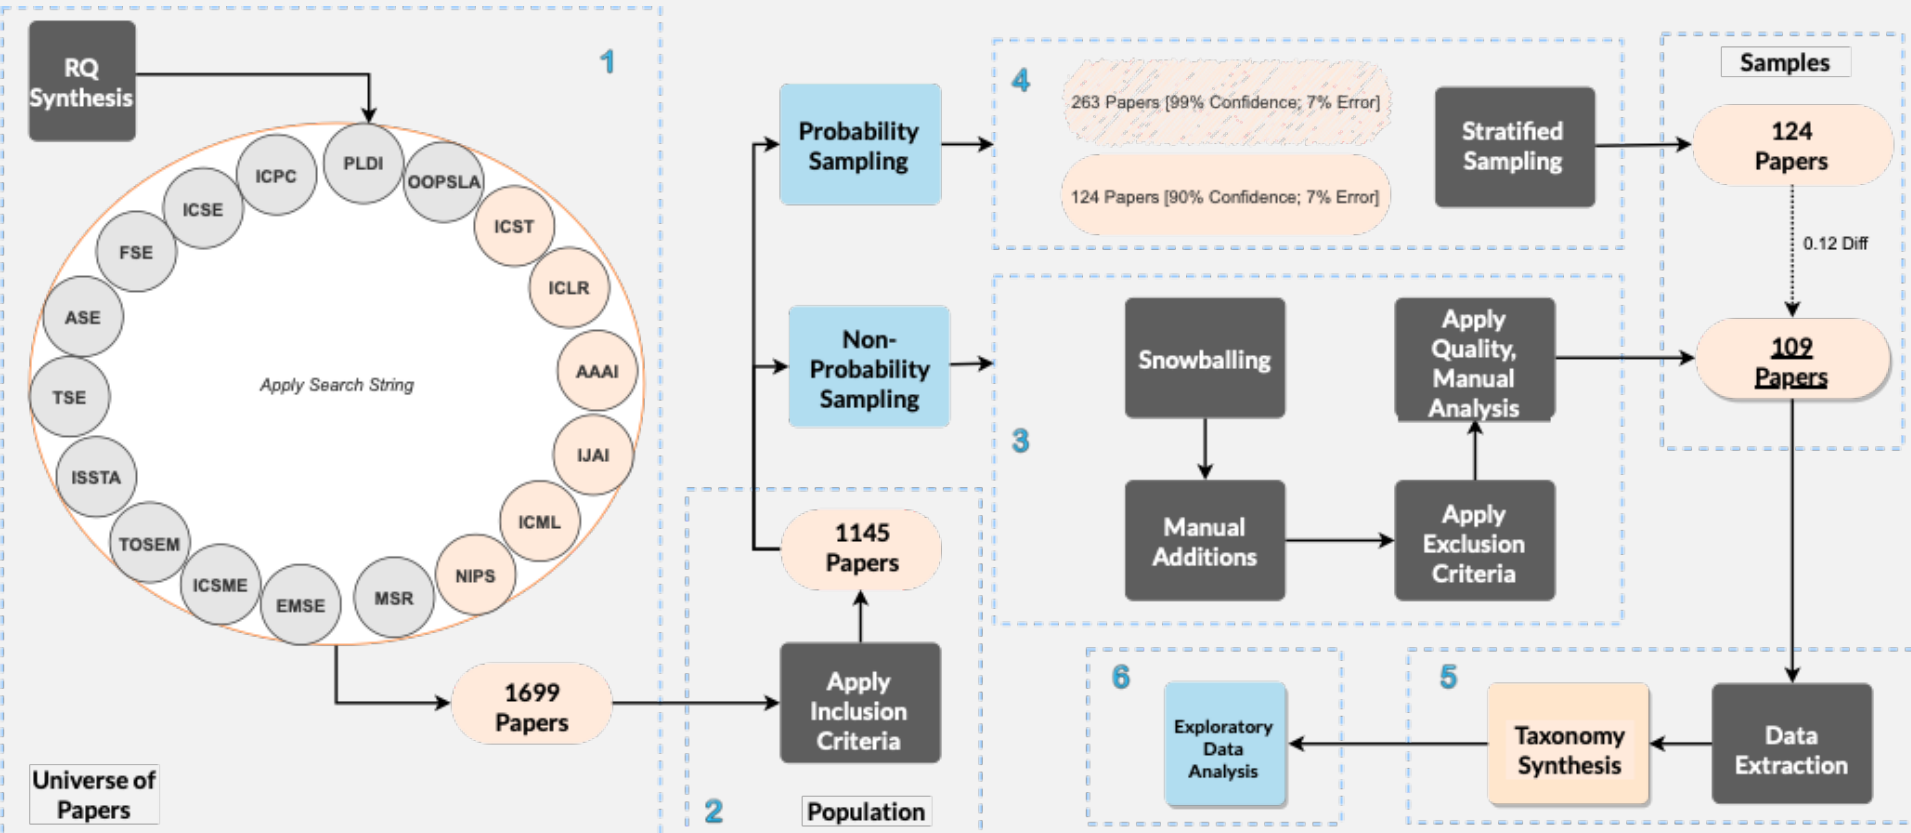 RQ
Synthesis
1
PLDI
OOPSLA
ICST
ICLR
AAAI
IJAI
ICML
NIPS
MSR
EMSE
ICSME
TOSEM
ISSTA
TSE
ASE
FSE
ICSE
ICPC
Apply Search String
1699
Papers
Universe of
Papers
2
Population
Apply
Inclusion
Criteria
1145
Papers
Probability
Sampling
Non-
Probability
Sampling
4
263 Papers [99% Confidence; 7% Error]
124 Papers [90% Confidence; 7% Error]
Stratified
Sampling
3
Snowballing
Manual
Additions
Apply
Exclusion
Criteria
Apply
Quality,
Manual
Analysis
Samples
124
Papers
0.12 Diff
109
Papers
5
Data
Extraction
Taxonomy
Synthesis
6
Exploratory
Data
Analysis